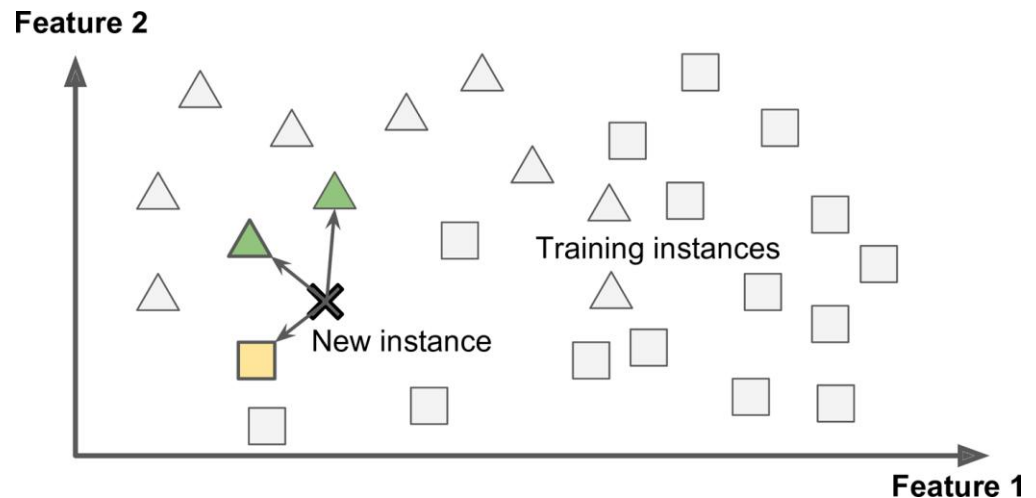 Feature 2
Training instances
New instance
Feature 1